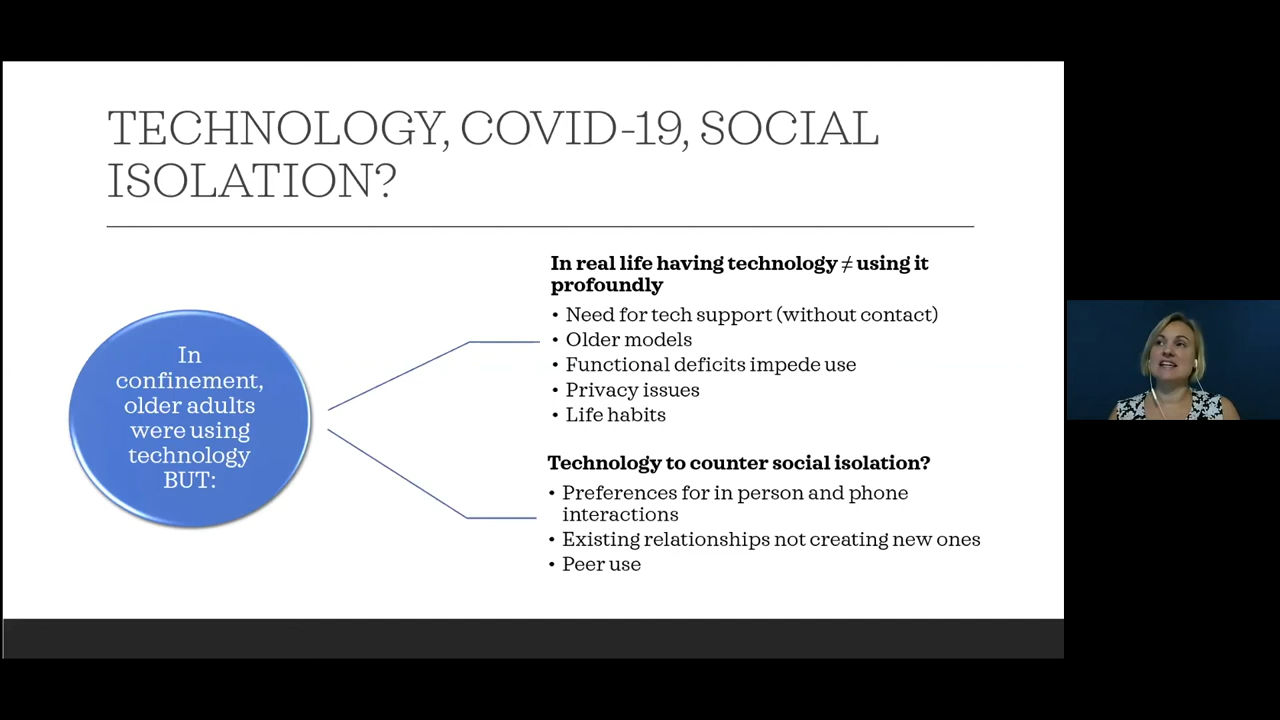 TECHNOLOGY, COVID-19, SOCIAL
ISOLATION?
In
confinement,
older adults
were using
technology
BUT:
In real life having technology ≠ using it
profoundly
• Need for tech support (without contact)
• Older models
• Functional deficits impede use
• Privacy issues
• Life habits
Technology to counter social isolation?
• Preferences for in person and phone
interactions
• Existing relationships not creating new ones
• Peer use